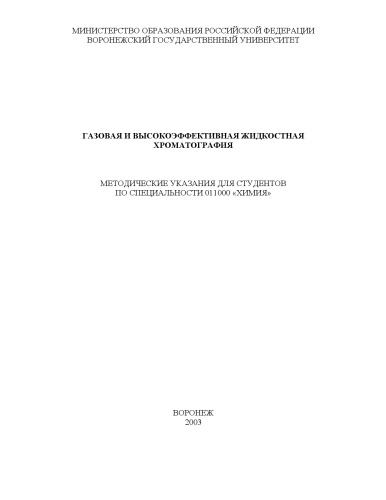 МИНИСТЕРСТВО ОБРАЗОВАНИЯ РОССИЙСКОЙ ФЕДЕРАЦИИ
ВОРОНЕЖСКИЙ ГОСУДАРСТВЕННЫЙ УНИВЕРСИТЕТ
ГАЗОВАЯ И ВЫСОКОЭФФЕКТИВНАЯ ЖИДКОСТНАЯ
ХРОМАТОГРАФИЯ
МЕТОДИЧЕСКИЕ УКАЗАНИЯ ДЛЯ СТУДЕНТОВ
ПО СПЕЦИАЛЬНОСТИ 011000 «ХИМИЯ»
ВОРОНЕЖ
2003